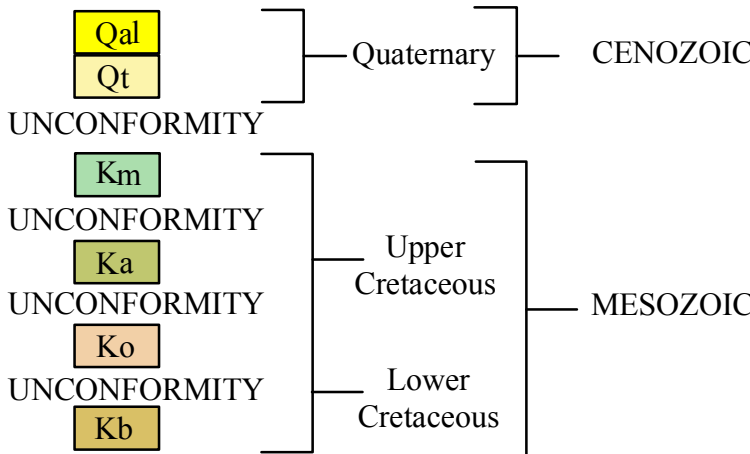 Qal
Qt
Quaternary
CENOZOIC
UNCONFORMITY
Km
UNCONFORMITY
Ka
UNCONFORMITY
Ko
UNCONFORMITY
Kb
Upper
Cretaceous
Lower
Cretaceous
MESOZOIC